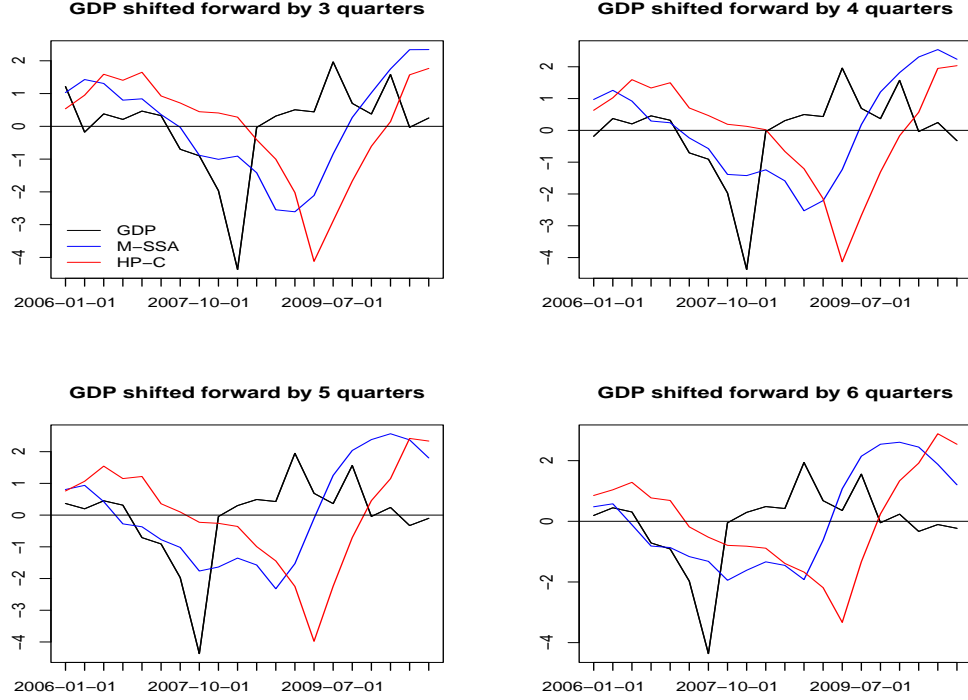 GDP shifted forward by 3 quarters
2
1
0
-1
-2
-3
-4
GDP
M-SSA
HP-C
2006-01-01 2007-10-01 2009-07-01
GDP shifted forward by 4 quarters
2
1
0
-1
-2
-3
-4
2006-01-01 2007-10-01 2009-07-01
GDP shifted forward by 5 quarters
2
1
0
-1
-2
-3
-4
2006-01-01 2007-10-01 2009-07-01
GDP shifted forward by 6 quarters
2
0
-2
-4
2006-01-01 2007-10-01 2009-07-01